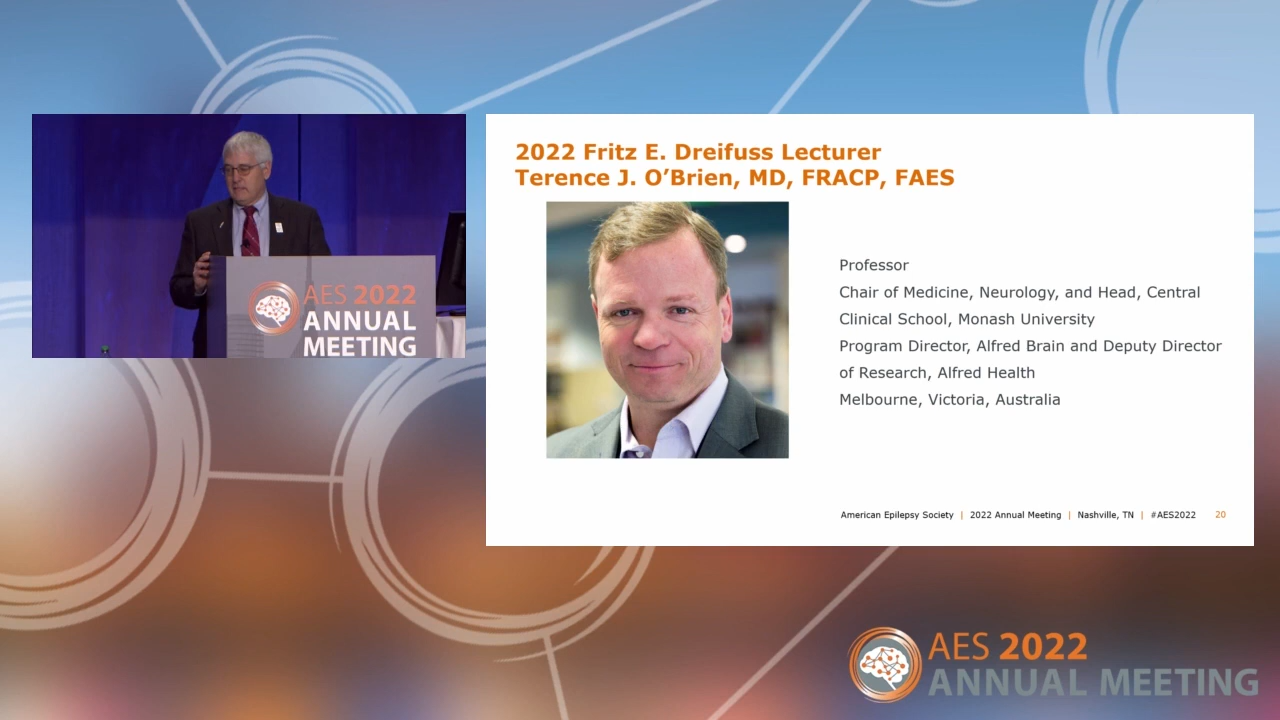 AES 2022
ANNUAL
MEETING
2022 Fritz E. Dreifuss Lecturer
Terence J. O’Brien, MD, FRACP, FAES
Professor
Chair of Medicine, Neurology, and Head, Central
Clinical School, Monash University
Program Director, Alfred Brain and Deputy Director
of Research, Alfred Health
Melbourne, Victoria, Australia
American Epilepsy Society | 2022 Annual Meeting | Nashville, TN | #AES2022 20
AES 2022
ANNUAL MEETING